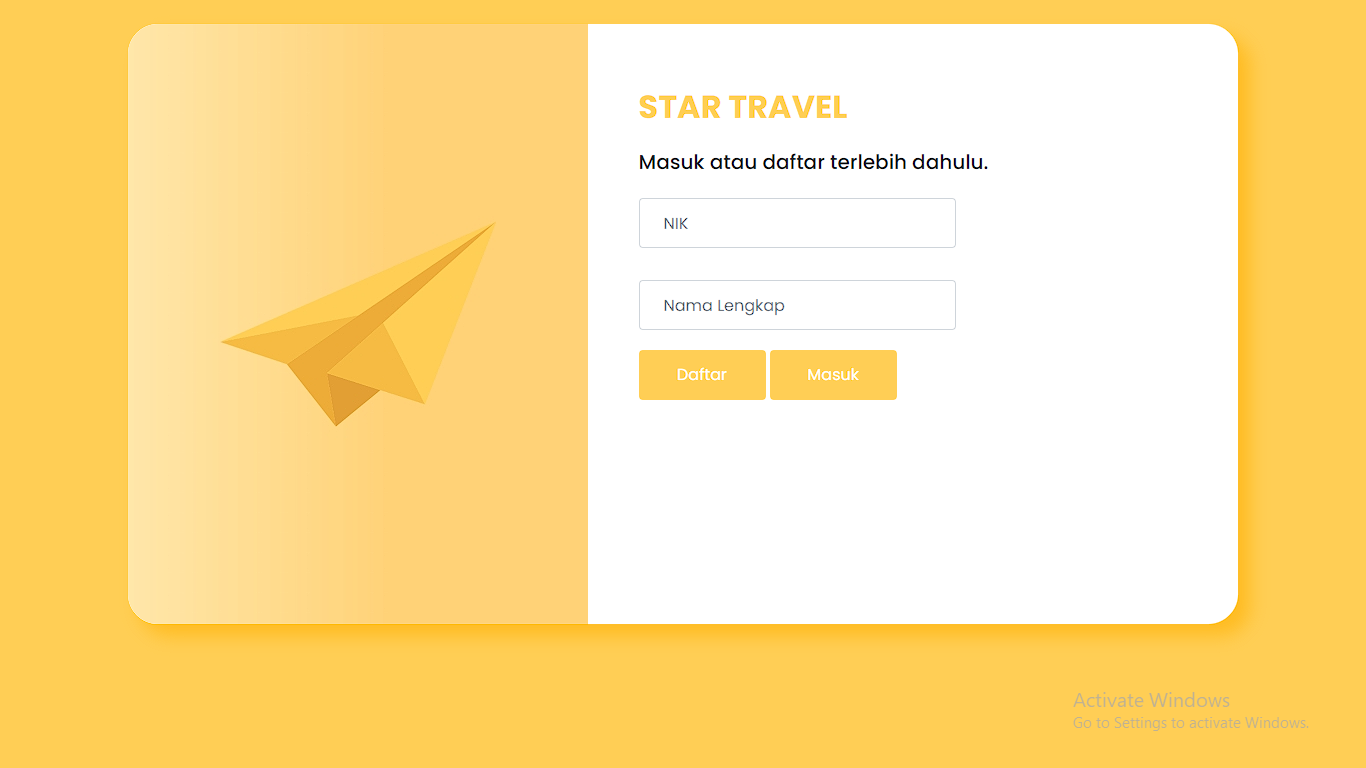 STAR TRAVEL
Masuk atau daftar terlebih dahulu.
NIK
Nama Lengkap
Daftar Masuk
Activate Windows
Go to Settings to activate Windows.